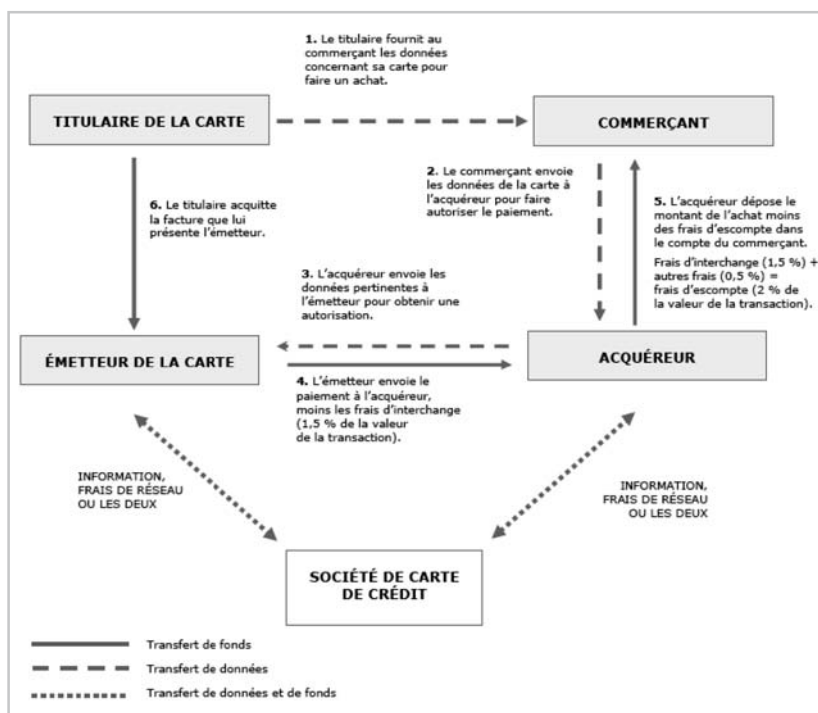 1. Le titulaire fournit au
commerçant les données
concernant sa carte pour
faire un achat.
TITULAIRE DE LA CARTE
COMMERÇANT
2. Le commerçant envoie
les données de la carte à
l'acquéreur pour faire
autoriser le paiement.
5. L'acquéreur dépose le
montant de l'achat moins
des frais d'escompte dans
le compte du commerçant.
Frais d'interchange (1,5 %) +
autres frais (0,5 %) =
frais d'escompte (2 % de
la valeur de la transaction).
6. Le titulaire acquitte
la facture que lui
présente l'émetteur.
3. L'acquéreur envoie les
données pertinentes à
l'émetteur pour obtenir une
autorisation.
ÉMETTEUR DE LA CARTE
ACQUÉREUR
4. L'émetteur envoie le
paiement à l'acquéreur,
moins les frais d'interchange
(1,5 % de la valeur
de la transaction).
INFORMATION,
FRAIS DE RÉSEAU
OU LES DEUX
INFORMATION,
FRAIS DE RÉSEAU
OU LES DEUX
SOCIÉTÉ DE CARTE
DE CRÉDIT
Transfert de fonds
Transfert de données
Transfert de données et de fonds